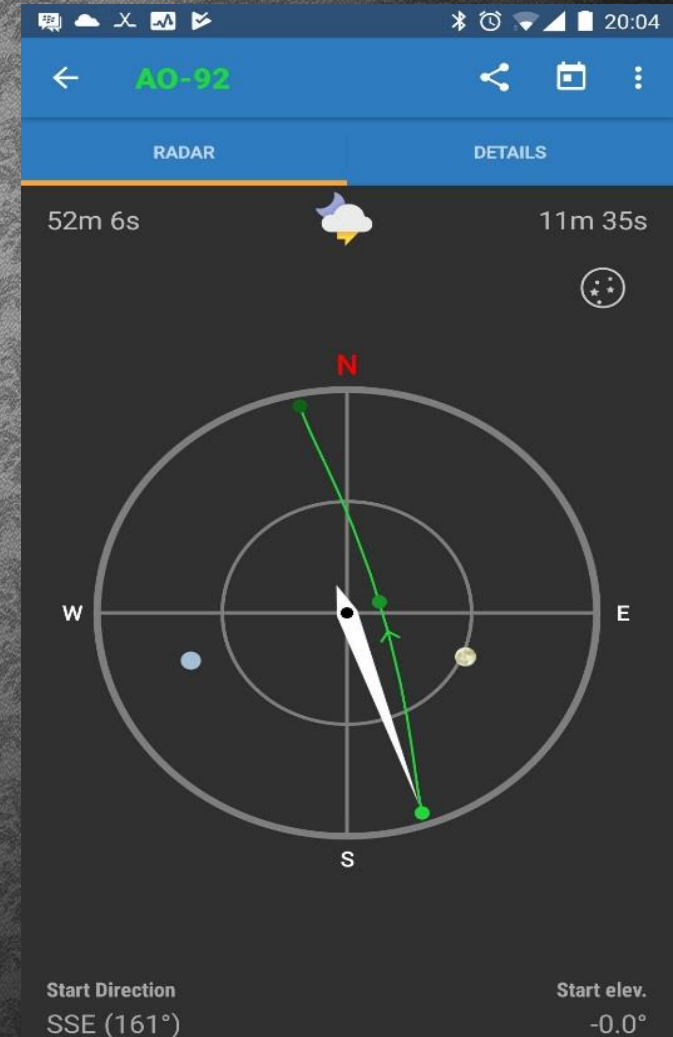 20:04
AO-92
RADAR DETAILS
52m 6s 11m 35s
N
W E
S
Start Direction Start elev.
SSE (161°) -0.0°